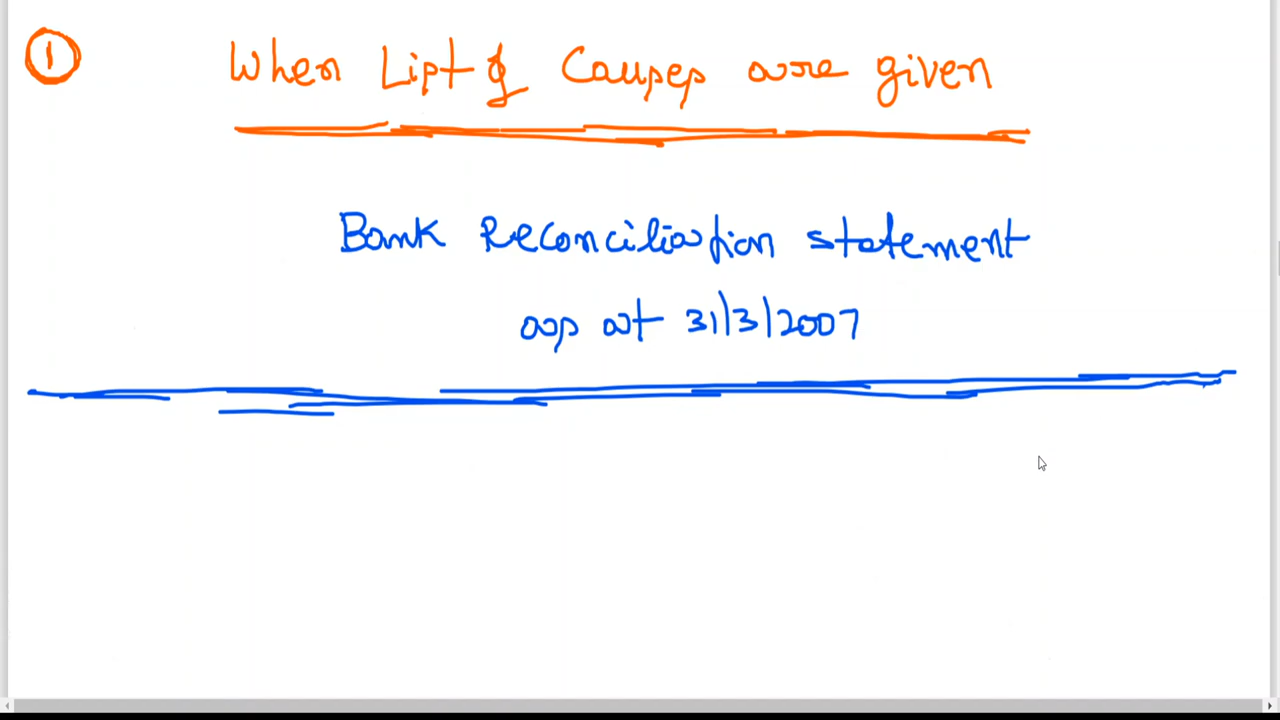 1 When List of Causes are given
Bank Reconciliation statement
as at 31/3/2007